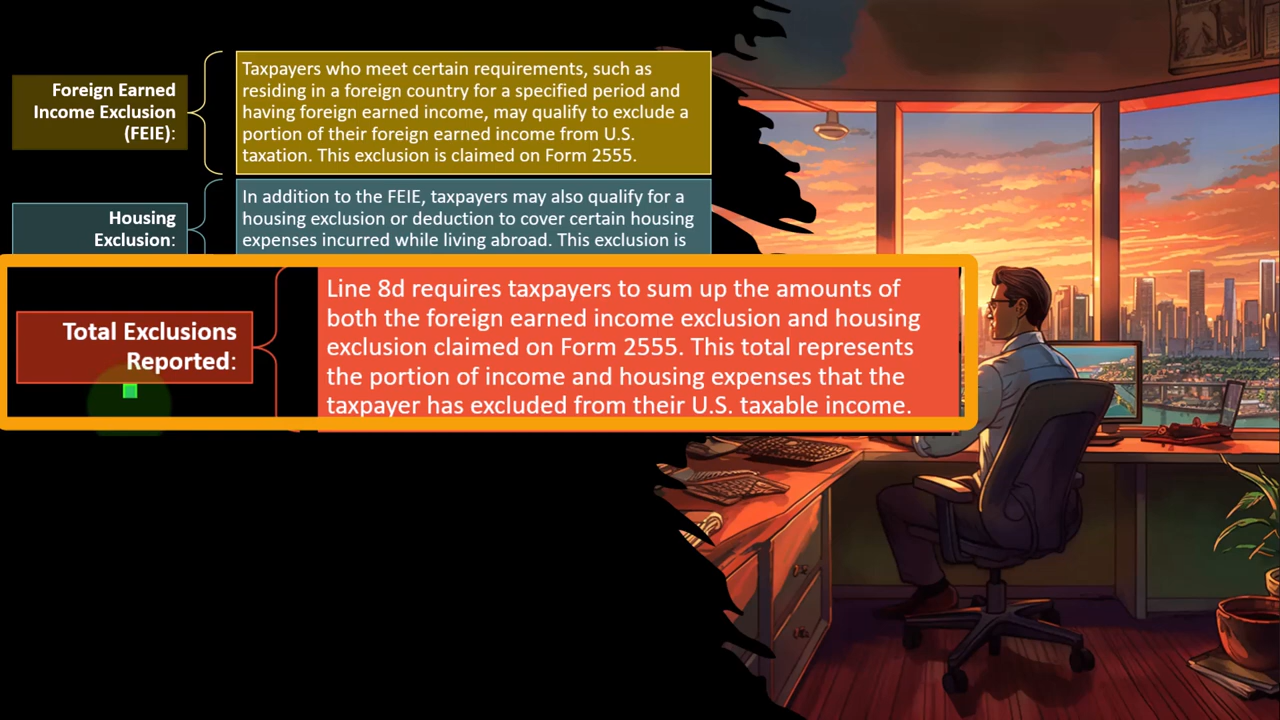 Foreign Earned
Income Exclusion
(FEIE):
Taxpayers who meet certain requirements, such as
residing in a foreign country for a specified period and
having foreign earned income, may qualify to exclude a
portion of their foreign earned income from U.S.
taxation. This exclusion is claimed on Form 2555.
Housing
Exclusion:
In addition to the FEIE, taxpayers may also qualify for a
housing exclusion or deduction to cover certain housing
expenses incurred while living abroad. This exclusion is
Total Exclusions
Reported:
Line 8d requires taxpayers to sum up the amounts of
both the foreign earned income exclusion and housing
exclusion claimed on Form 2555. This total represents
the portion of income and housing expenses that the
taxpayer has excluded from their U.S. taxable income.